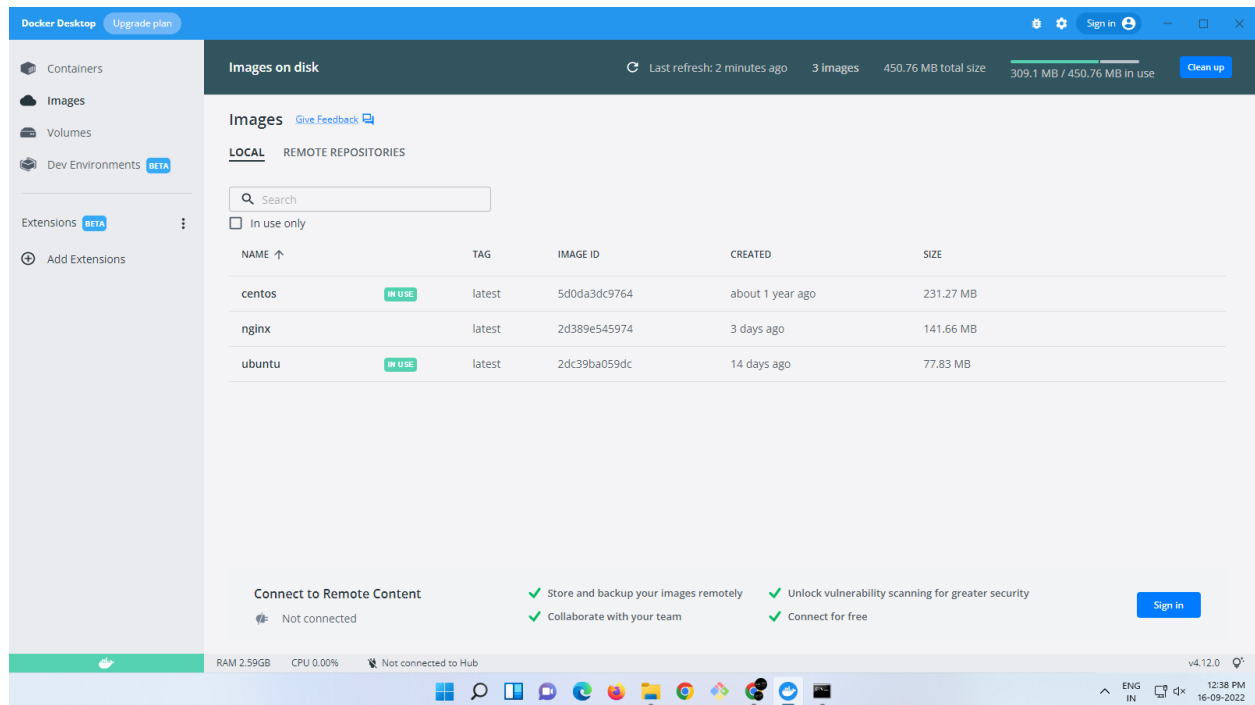 Docker Desktop Upgrade plan Sign in
Containers
Images
Volumes
Dev Environments BETA
Extensions BETA
Add Extensions
Images on disk Last refresh: 2 minutes ago 3 images 450.76 MB total size 309.1 MB / 450.76 MB in use Clean up
Images Give Feedback
LOCAL REMOTE REPOSITORIES
Search
In use only
NAME TAG IMAGE ID CREATED SIZE
centos IN USE latest 5d0da3dc9764 about 1 year ago 231.27 MB
nginx latest 2d389e545974 3 days ago 141.66 MB
ubuntu IN USE latest 2dc39ba059dc 14 days ago 77.83 MB
Connect to Remote Content
Not connected
Store and backup your images remotely Unlock vulnerability scanning for greater security
Collaborate with your team Connect for free
Sign in
RAM 2.59GB CPU 0.00% Not connected to Hub v4.12.0
ENG 12:38 PM
IN 16-09-2022